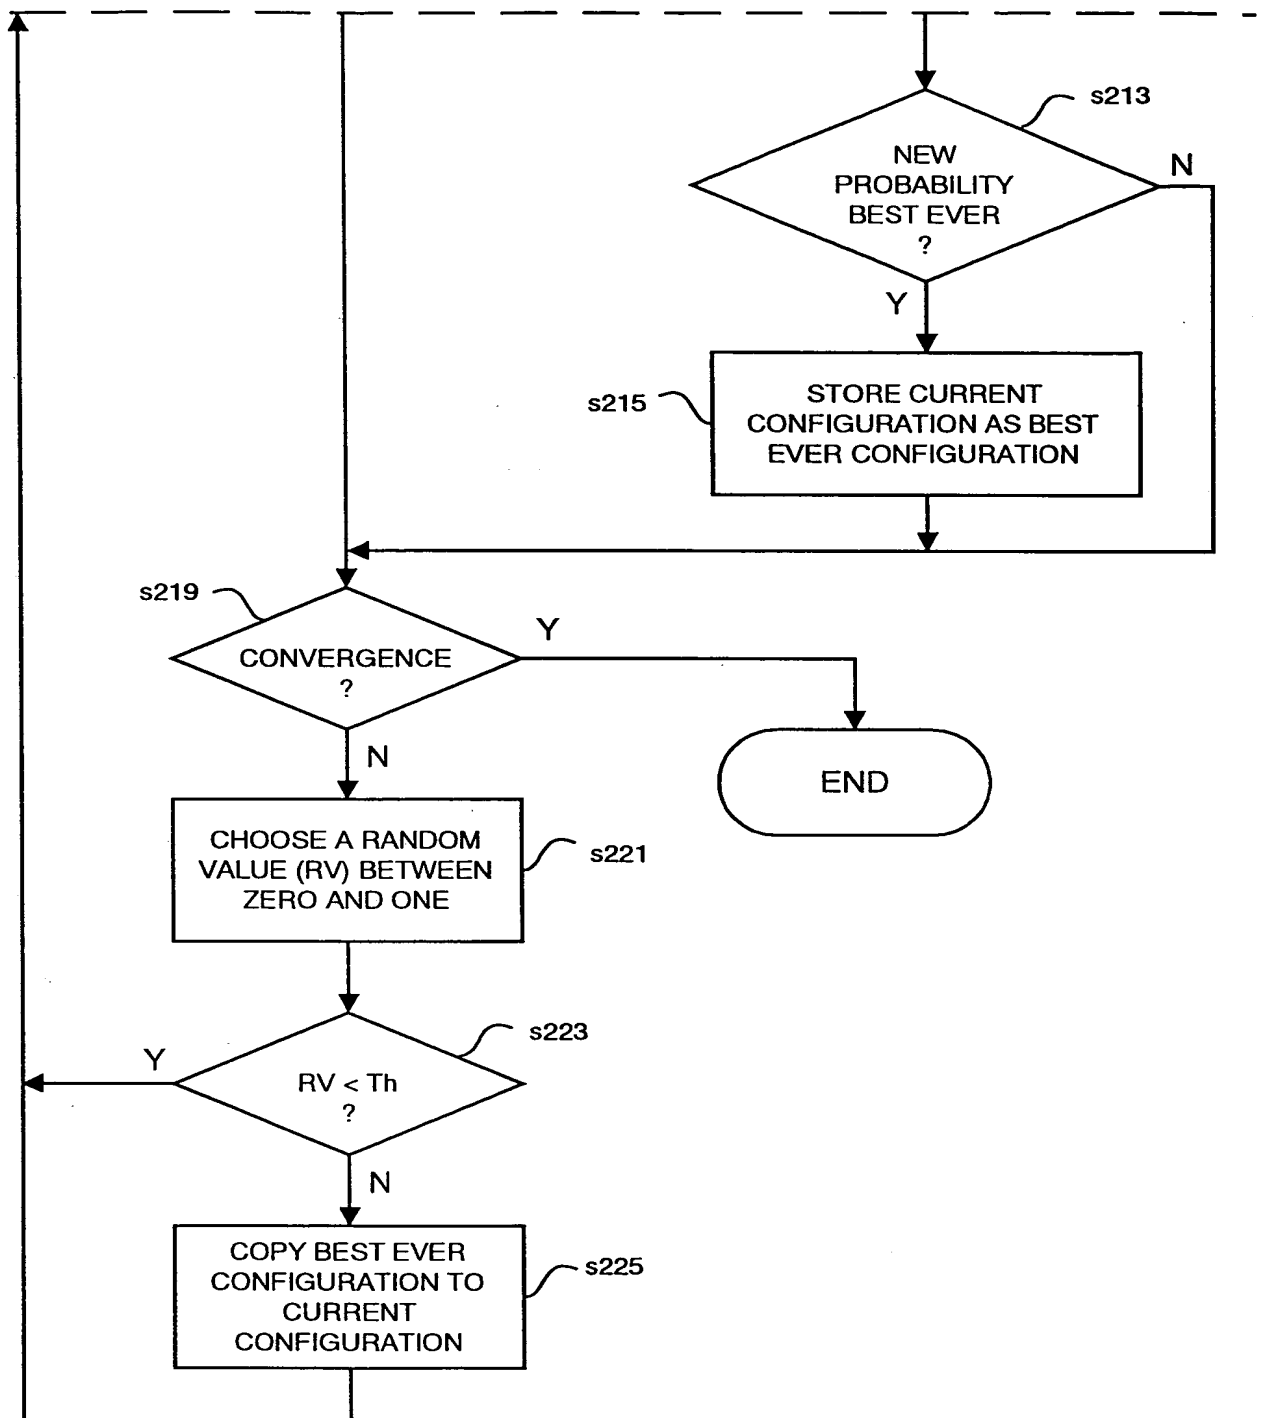 s213
NEW
PROBABILITY
BEST EVER
?
N
Y
s215
STORE CURRENT
CONFIGURATION AS BEST
EVER CONFIGURATION
s219
CONVERGENCE
?
Y
N
END
CHOOSE A RANDOM
VALUE (RV) BETWEEN
ZERO AND ONE
s221
s223
Y
RV < Th
?
N
COPY BEST EVER
CONFIGURATION TO
CURRENT
CONFIGURATION
s225